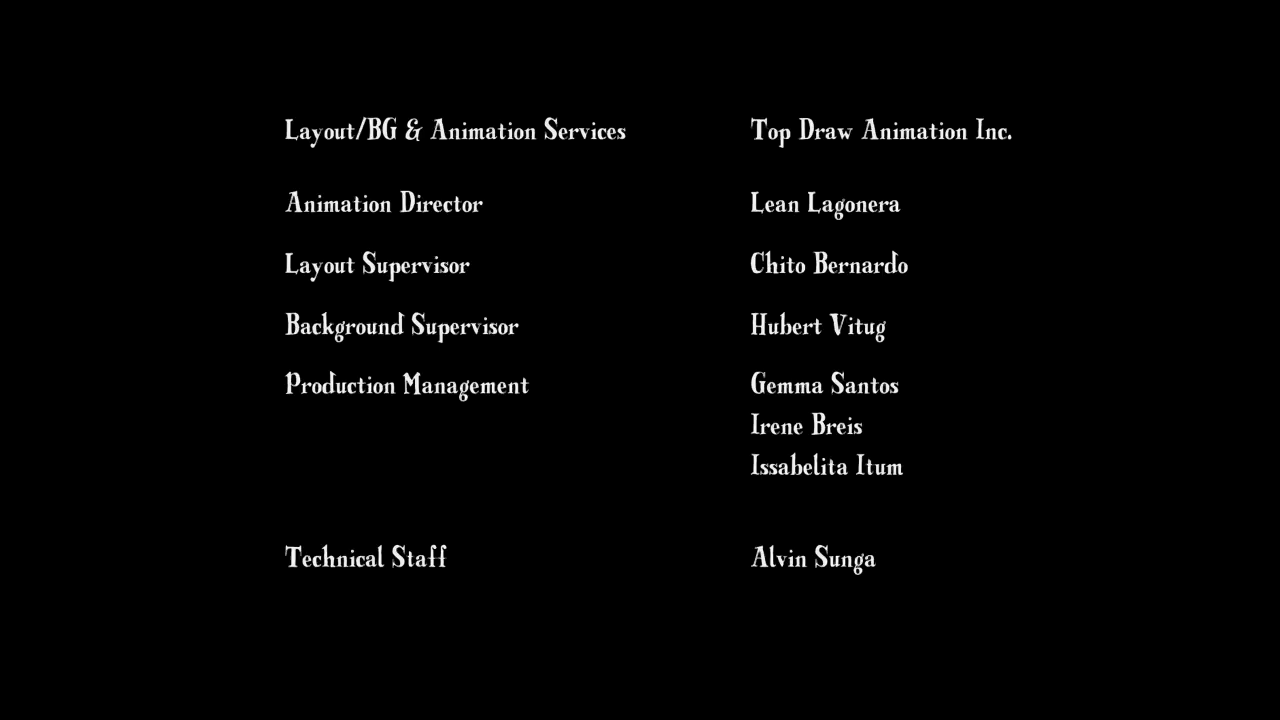 Layout/BG & Animation Services Top Draw Animation Inc.
Animation Director Lean Lagonera
Layout Supervisor Chito Bernardo
Background Supervisor Hubert Vitug
Production Management Gemma Santos
Irene Breis
Issabelita Itum
Technical Staff Alvin Sunga